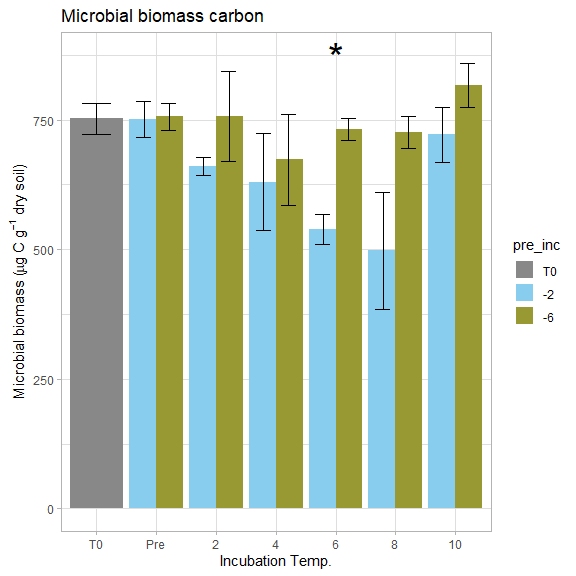 Microbial biomass carbon
*
Microbial biomass (μg C g⁻¹ dry soil)
750
500
250
0
T0 Pre 2 4 6 8 10
Incubation Temp.
pre_inc
T0
-2
-6